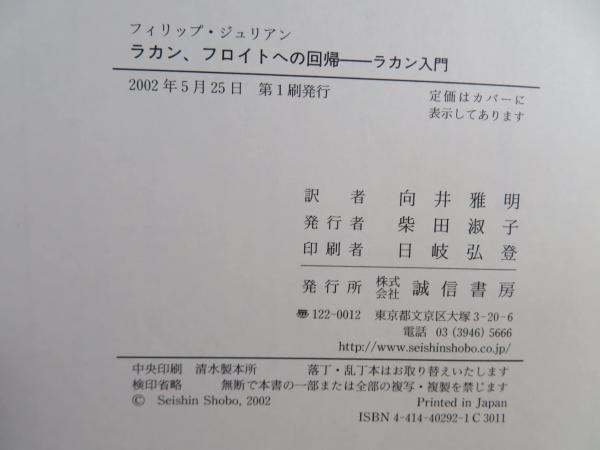 フィリップ・ジュリアン
ラカン、フロイトへの回帰――ラカン入門
2002年5月25日 第1刷発行
定価はカバーに
表示してあります
訳者 向井雅明
発行者 柴田淑子
印刷者 日岐弘登
発行所 株式会社 誠信書房
〠122-0012 東京都文京区大塚3-20-6
電話 03 (3946) 5666
http://www.seishinshobo.co.jp/
中央印刷 清水製本所 落丁・乱丁本はお取り替えいたします
検印省略 無断で本書の一部または全部の複写・複製を禁じます
© Seishin Shobo, 2002 Printed in Japan
ISBN 4-414-40292-1 C 3011